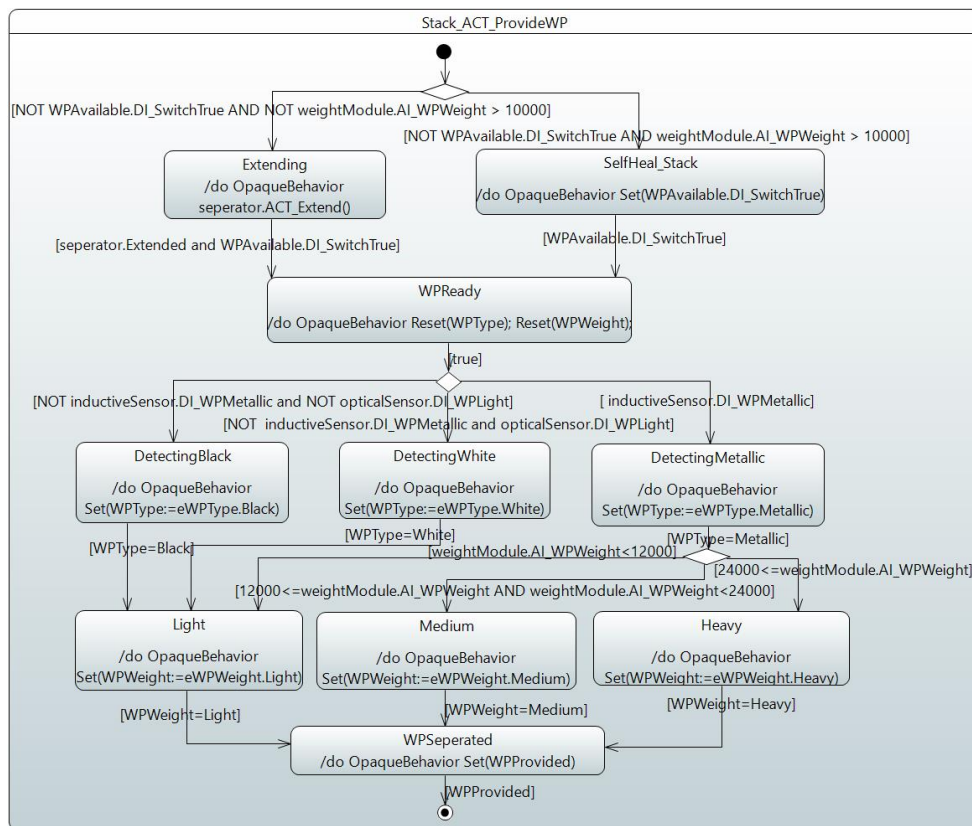 Stack_ACT_ProvideWP
[NOT WPAvailable.DI_SwitchTrue AND NOT weightModule.AI_WPWeight > 10000]
[NOT WPAvailable.DI_SwitchTrue AND weightModule.AI_WPWeight > 10000]
Extending
/do OpaqueBehavior
seperator.ACT_Extend()
SelfHeal_Stack
/do OpaqueBehavior Set(WPAvailable.DI_SwitchTrue)
[seperator.Extended and WPAvailable.DI_SwitchTrue]
[WPAvailable.DI_SwitchTrue]
WPReady
/do OpaqueBehavior Reset(WPType); Reset(WPWeight);
[true]
[NOT inductiveSensor.DI_WPMetallic and NOT opticalSensor.DI_WPLight]
[ inductiveSensor.DI_WPMetallic]
[NOT  inductiveSensor.DI_WPMetallic and opticalSensor.DI_WPLight]
DetectingBlack
/do OpaqueBehavior
Set(WPType:=eWPType.Black)
DetectingWhite
/do OpaqueBehavior
Set(WPType:=eWPType.White)
DetectingMetallic
/do OpaqueBehavior
Set(WPType:=eWPType.Metallic)
[WPType=Black]
[WPType=White]
[WPType=Metallic]
[weightModule.AI_WPWeight<12000]
[24000<=weightModule.AI_WPWeight]
[12000<=weightModule.AI_WPWeight AND weightModule.AI_WPWeight<24000]
Light
/do OpaqueBehavior
Set(WPWeight:=eWPWeight.Light)
Medium
/do OpaqueBehavior
Set(WPWeight:=eWPWeight.Medium)
Heavy
/do OpaqueBehavior
Set(WPWeight:=eWPWeight.Heavy)
[WPWeight=Light]
[WPWeight=Medium]
[WPWeight=Heavy]
WPSeperated
/do OpaqueBehavior Set(WPProvided)
[WPProvided]